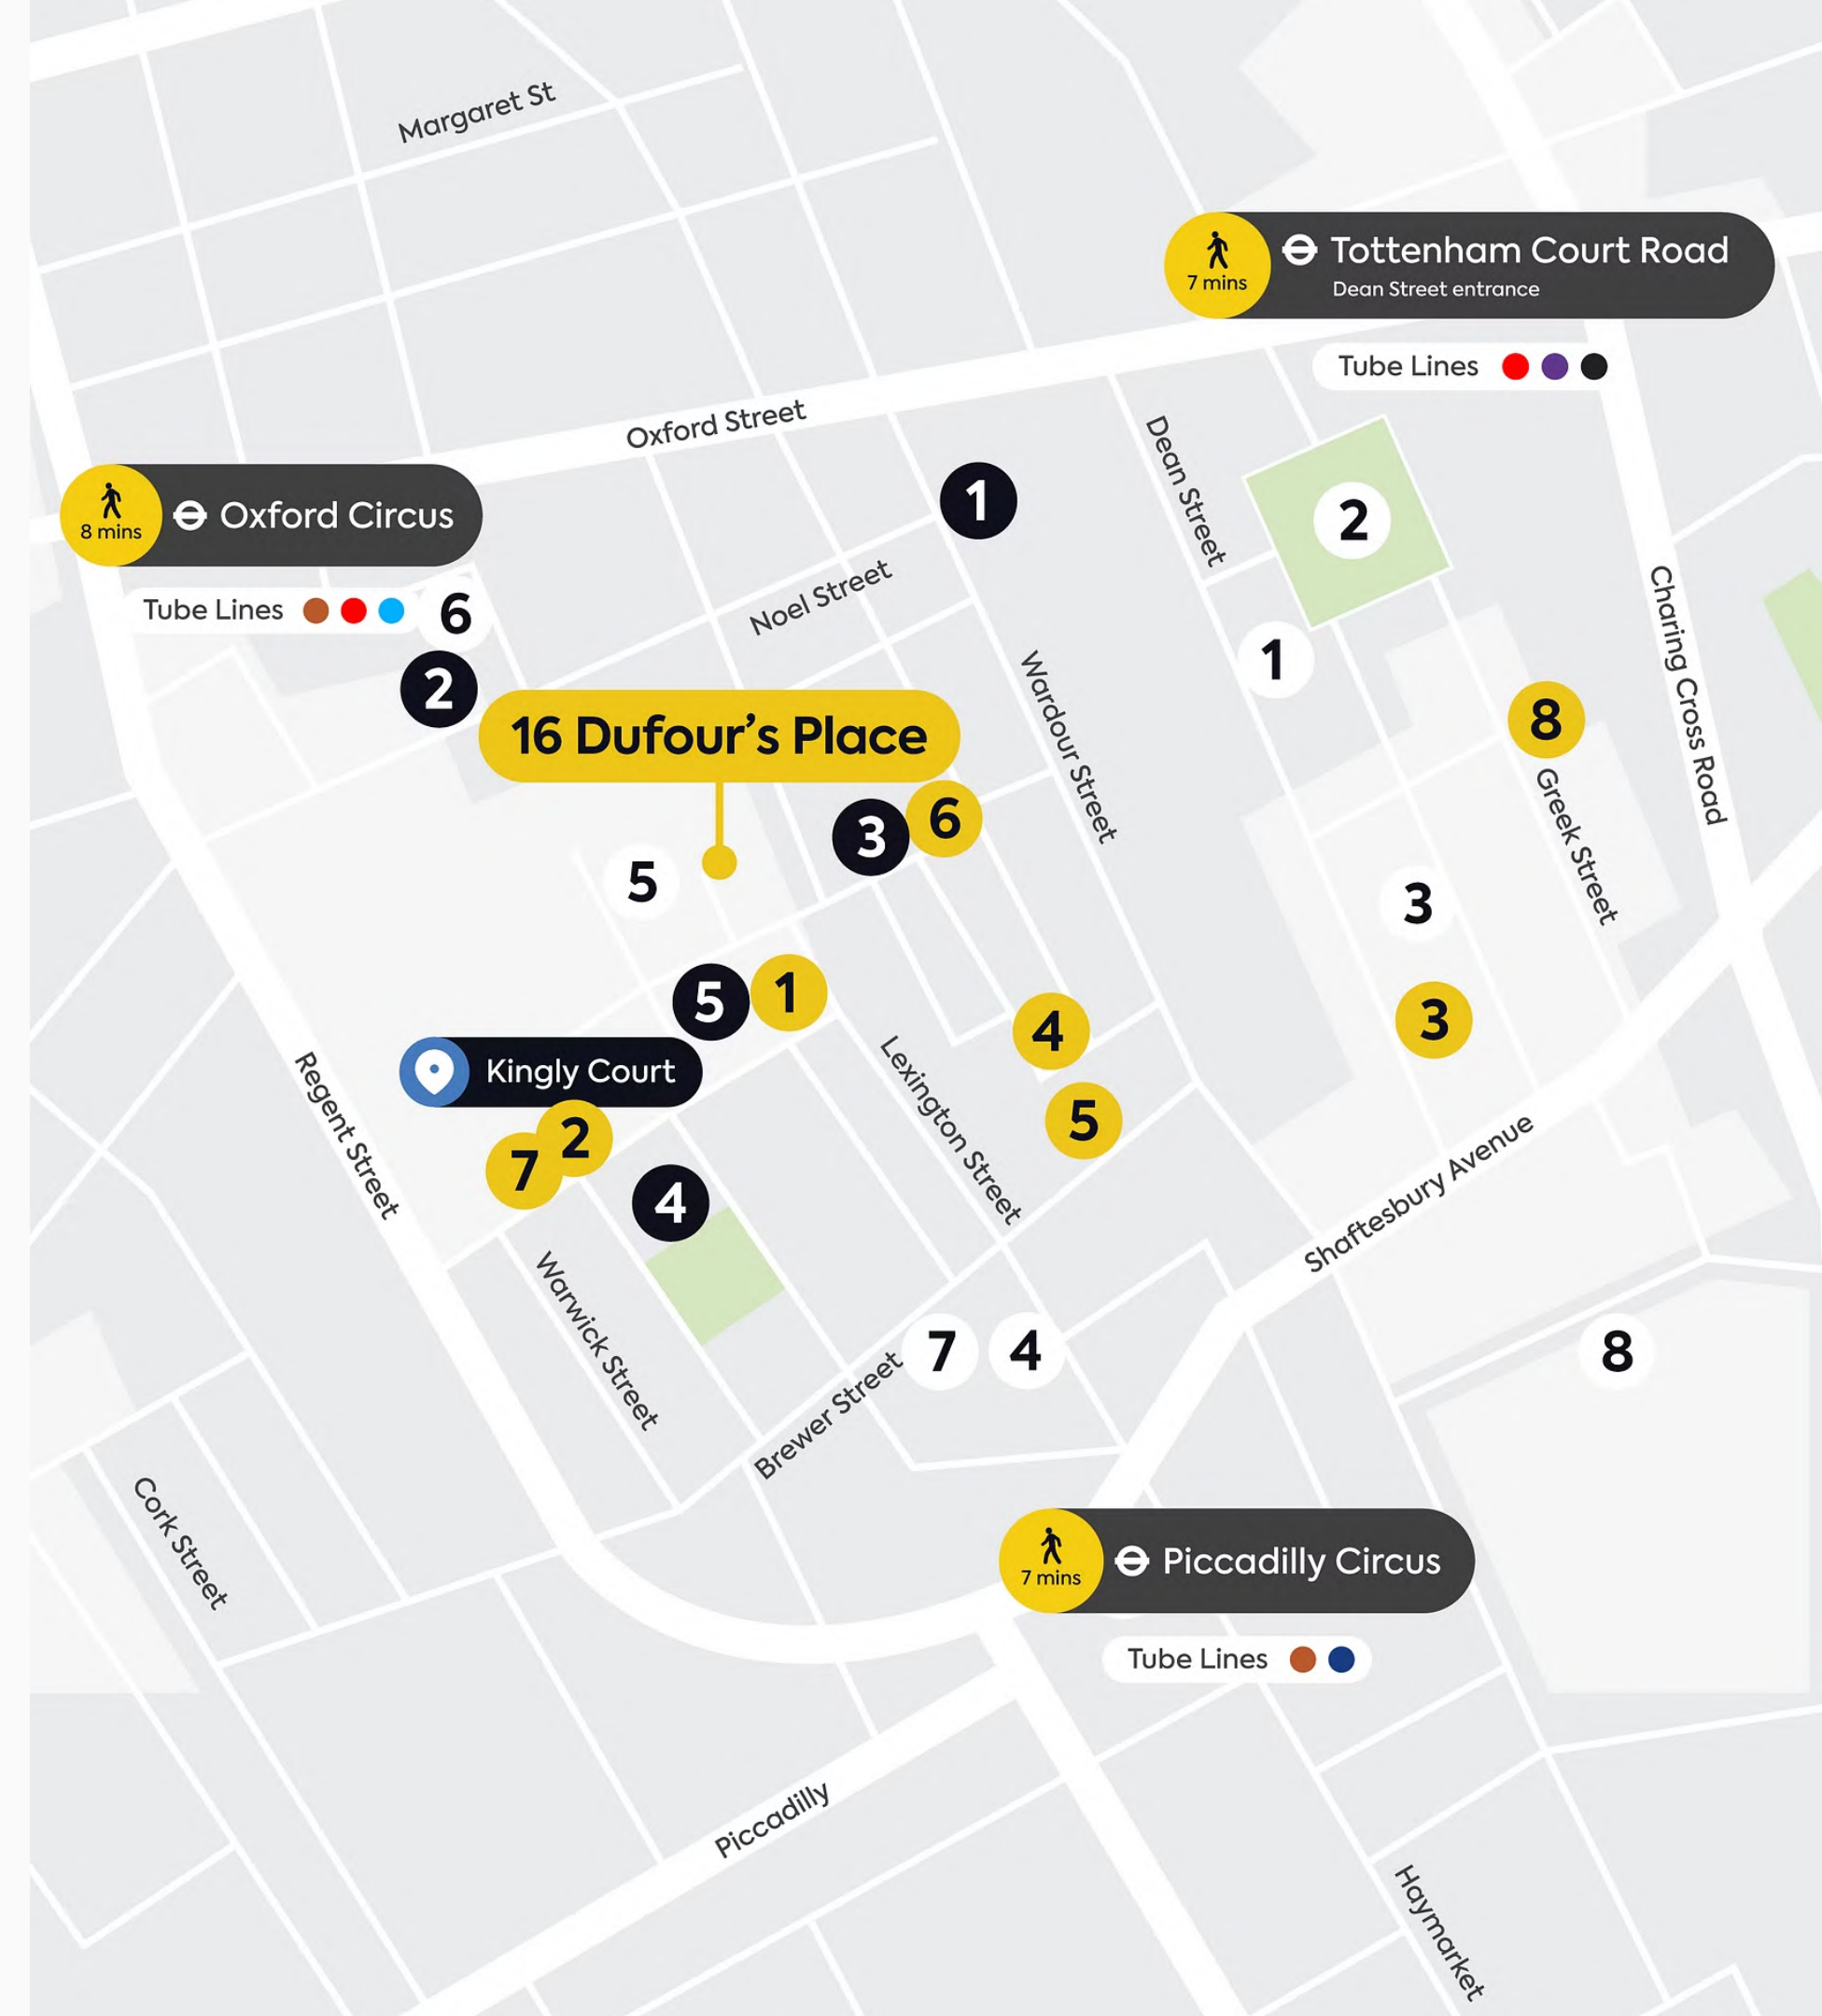 Margaret St
7 mins
Tottenham Court Road
Dean Street entrance
Tube Lines
Oxford Street
Dean Street
8 mins
Oxford Circus
1
2
Tube Lines
6
Noel Street
Charing Cross Road
2
1
Wardour Street
16 Dufour’s Place
8
3
6
Greek Street
5
3
5
1
4
3
Kingly Court
Lexington Street
Regent Street
2
5
7
4
Shaftesbury Avenue
Warwick Street
7
4
8
Brewer Street
Cork Street
7 mins
Piccadilly Circus
Tube Lines
Piccadilly
Haymarket